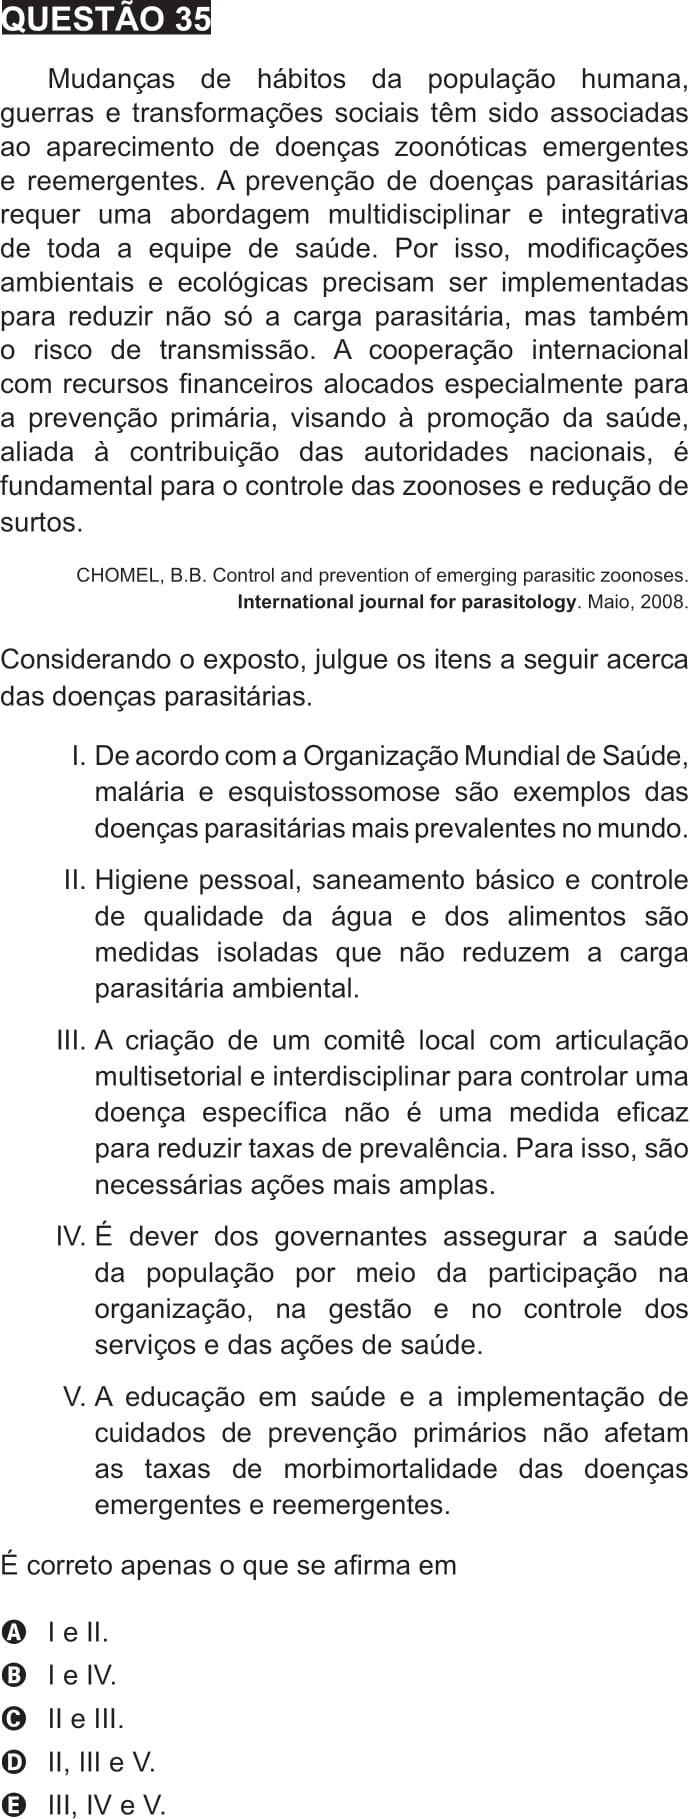 QUESTÃO 35
Mudanças de hábitos da população humana,
guerras e transformações sociais têm sido associadas
ao aparecimento de doenças zoonóticas emergentes
e reemergentes. A prevenção de doenças parasitárias
requer uma abordagem multidisciplinar e integrativa
de toda a equipe de saúde. Por isso, modificações
ambientais e ecológicas precisam ser implementadas
para reduzir não só a carga parasitária, mas também
o risco de transmissão. A cooperação internacional
com recursos financeiros alocados especialmente para
a prevenção primária, visando à promoção da saúde,
aliada à contribuição das autoridades nacionais, é
fundamental para o controle das zoonoses e redução de
surtos.
CHOMEL, B.B. Control and prevention of emerging parasitic zoonoses.
International journal for parasitology. Maio, 2008.
Considerando o exposto, julgue os itens a seguir acerca
das doenças parasitárias.
I. De acordo com a Organização Mundial de Saúde,
malária e esquistossomose são exemplos das
doenças parasitárias mais prevalentes no mundo.
II. Higiene pessoal, saneamento básico e controle
de qualidade da água e dos alimentos são
medidas isoladas que não reduzem a carga
parasitária ambiental.
III. A criação de um comitê local com articulação
multisetorial e interdisciplinar para controlar uma
doença específica não é uma medida eficaz
para reduzir taxas de prevalência. Para isso, são
necessárias ações mais amplas.
IV. É dever dos governantes assegurar a saúde
da população por meio da participação na
organização, na gestão e no controle dos
serviços e das ações de saúde.
V. A educação em saúde e a implementação de
cuidados de prevenção primários não afetam
as taxas de morbimortalidade das doenças
emergentes e reemergentes.
É correto apenas o que se afirma em
A I e II.
B I e IV.
C II e III.
D II, III e V.
E III, IV e V.